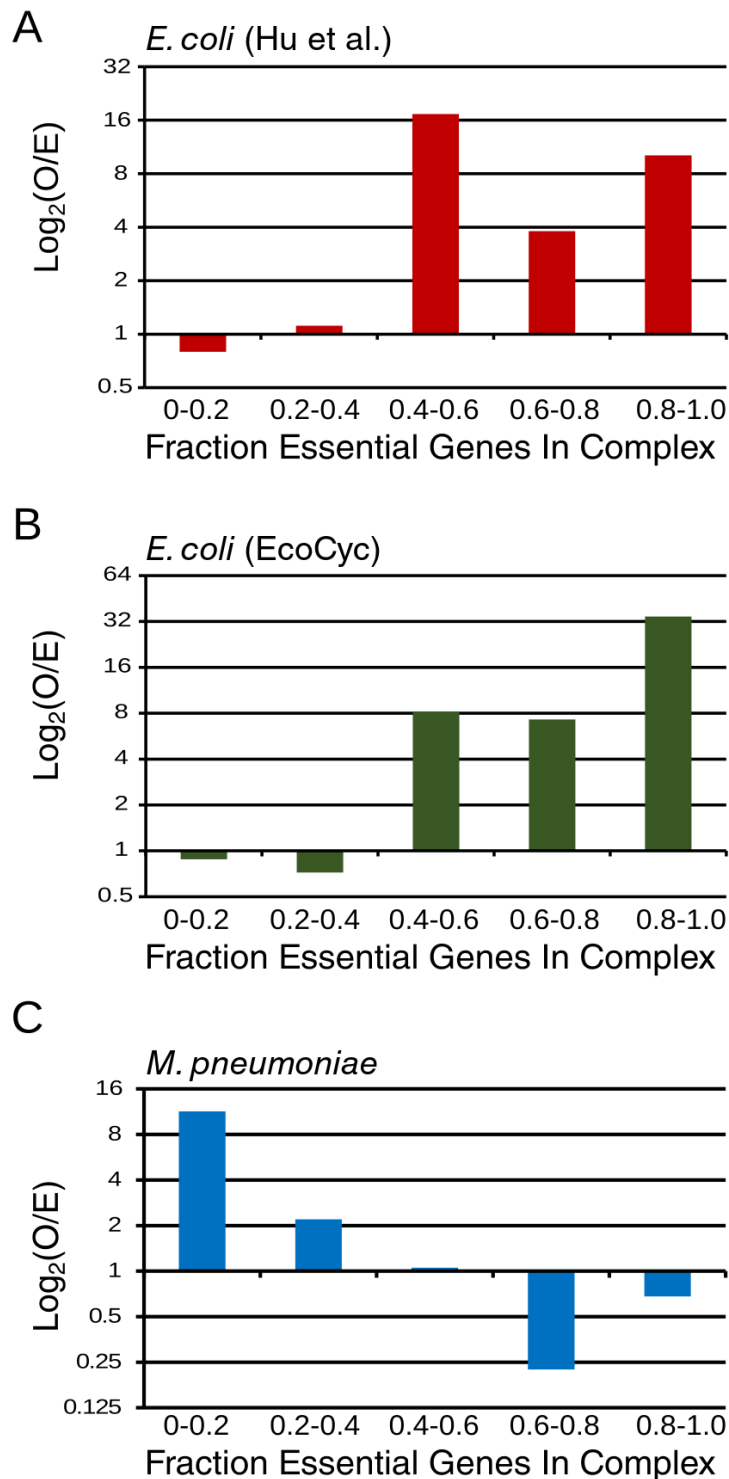 A
E. coli (Hu et al.)
32
16
8
4
2
1
0.5
Log₂(O/E)
0-0.2 0.2-0.4 0.4-0.6 0.6-0.8 0.8-1.0
Fraction Essential Genes In Complex
B
E. coli (EcoCyc)
64
32
16
8
4
2
1
0.5
Log₂(O/E)
0-0.2 0.2-0.4 0.4-0.6 0.6-0.8 0.8-1.0
Fraction Essential Genes In Complex
C
M. pneumoniae
16
8
4
2
1
0.5
0.25
0.125
Log₂(O/E)
0-0.2 0.2-0.4 0.4-0.6 0.6-0.8 0.8-1.0
Fraction Essential Genes In Complex